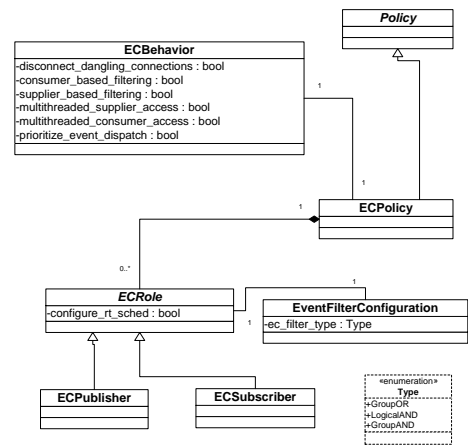 Policy
ECBehavior
-disconnect_dangling_connections : bool
-consumer_based_filtering : bool
-supplier_based_filtering : bool
-multithreaded_supplier_access : bool
-multithreaded_consumer_access : bool
-prioritize_event_dispatch : bool
1
1
ECPolicy
1
0..*
ECRole
-configure_rt_sched : bool
1
1
EventFilterConfiguration
-ec_filter_type : Type
ECPublisher
ECSubscriber
«enumeration»
Type
+GroupOR
+LogicalAND
+GroupAND